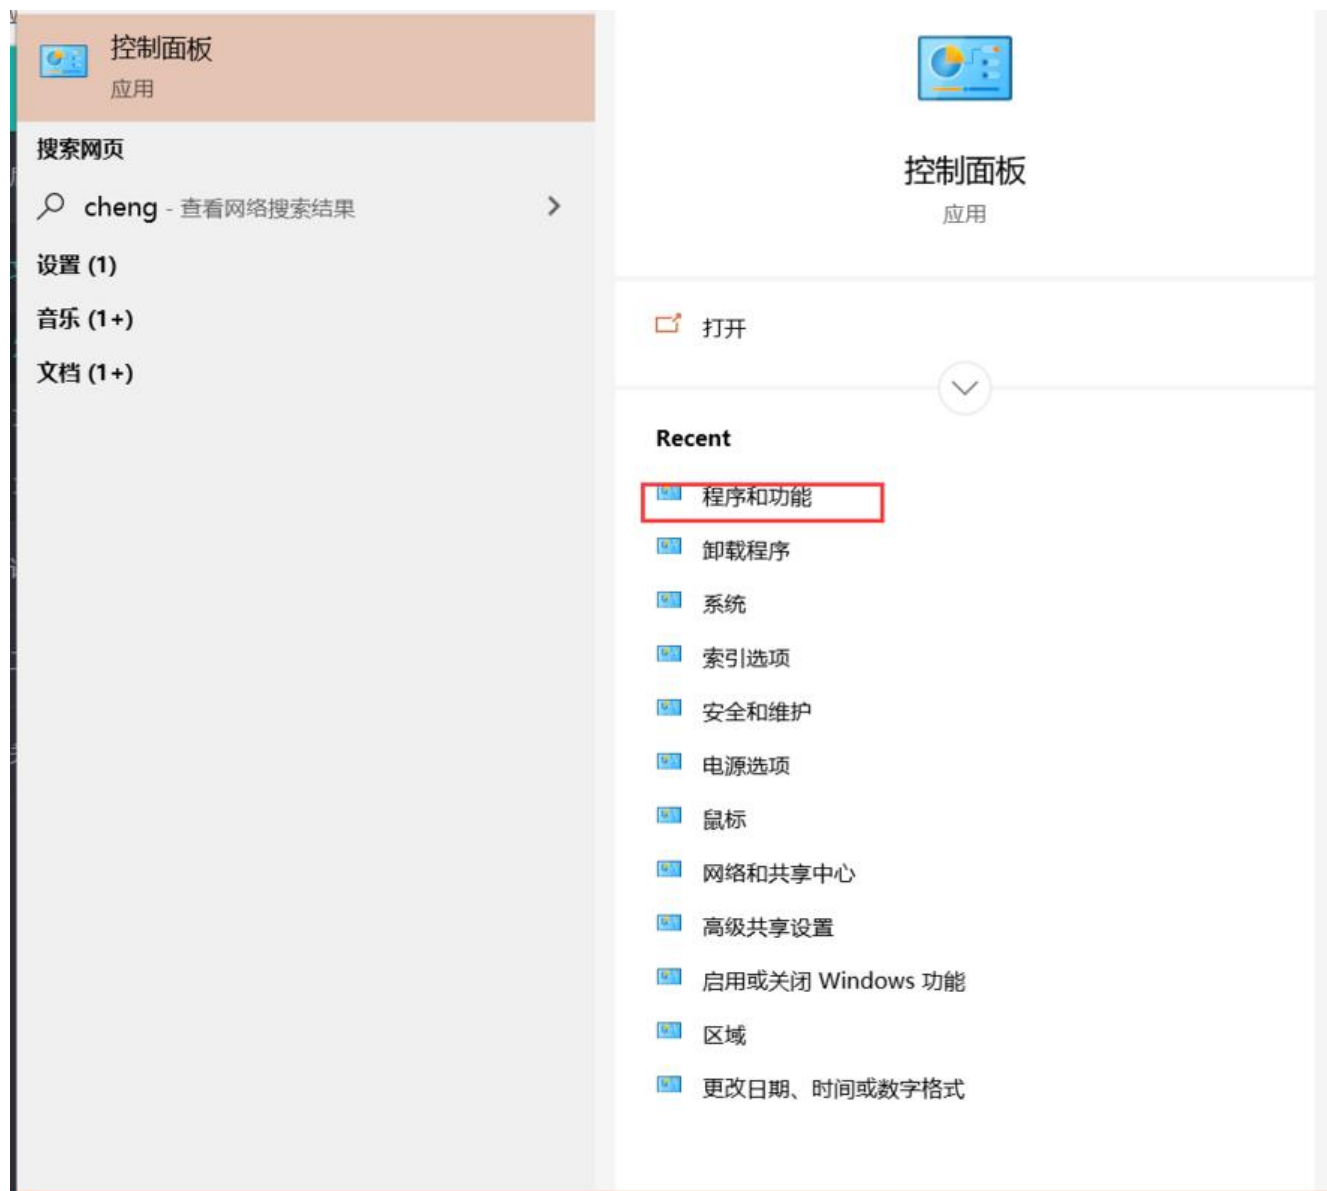 控制面板
应用
搜索网页
cheng - 查看网络搜索结果
设置 (1)
音乐 (1+)
文档 (1+)
控制面板
应用
打开
Recent
程序和功能
卸载程序
系统
索引选项
安全和维护
电源选项
鼠标
网络和共享中心
高级共享设置
启用或关闭 Windows 功能
区域
更改日期、时间或数字格式